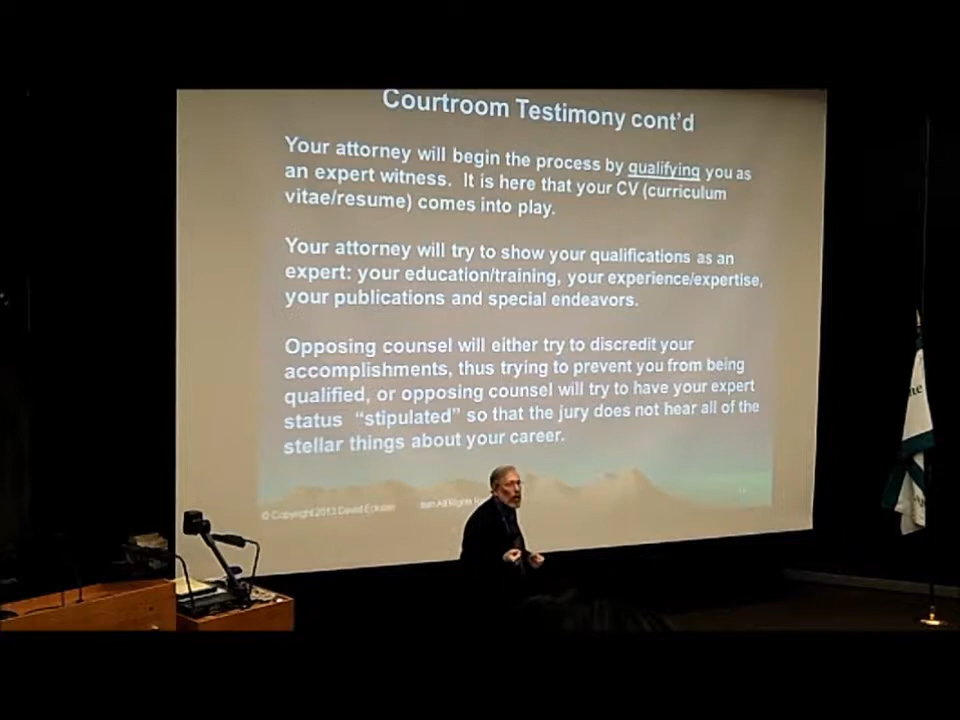 Courtroom Testimony cont'd
Your attorney will begin the process by qualifying you as
an expert witness. It is here that your CV (curriculum
vitae/resume) comes into play.
Your attorney will try to show your qualifications as an
expert: your education/training, your experience/expertise,
your publications and special endeavors.
Opposing counsel will either try to discredit your
accomplishments, thus trying to prevent you from being
qualified, or opposing counsel will try to have your expert
status “stipulated” so that the jury does not hear all of the
stellar things about your career.
© Copyright 2013 David All Rights